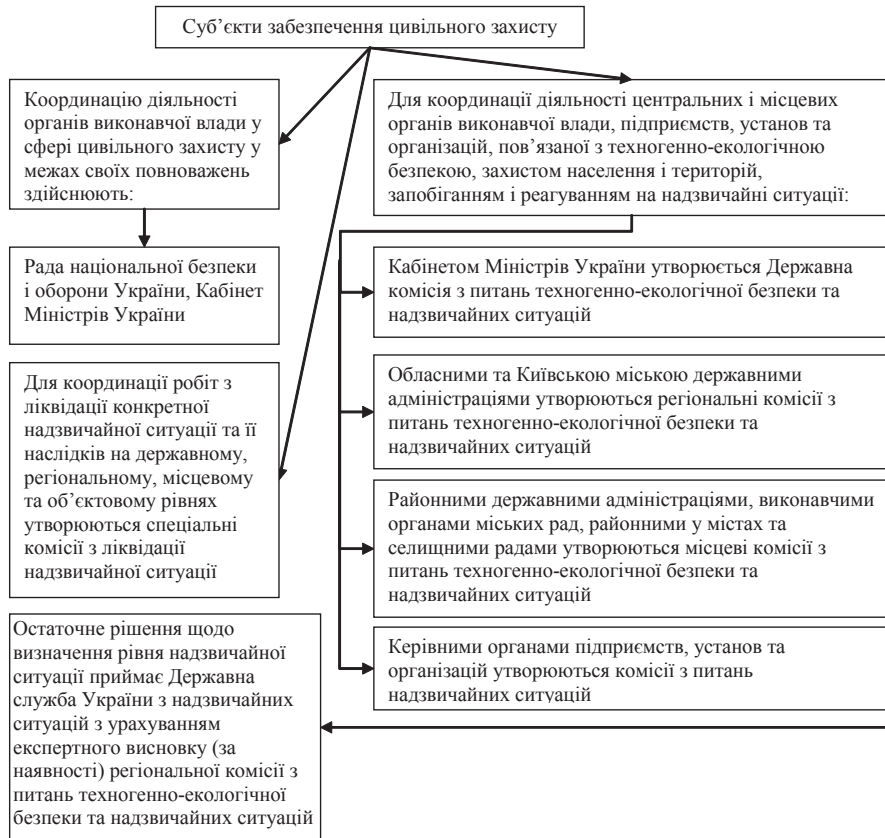 Суб’єкти забезпечення цивільного захисту
Координацію діяльності
органів виконавчої влади у
сфері цивільного захисту у
межах своїх повноважень
здійснюють:
Рада національної безпеки
і оборони України, Кабінет
Міністрів України
Для координації робіт з
ліквідації конкретної
надзвичайної ситуації та її
наслідків на державному,
регіональному, місцевому
та об’єктовому рівнях
утворюються спеціальні
комісії з ліквідації
надзвичайної ситуації
Остаточне рішення щодо
визначення рівня надзвичайної
ситуації приймає Державна
служба України з надзвичайних
ситуацій з урахуванням
експертного висновку (за
наявності) регіональної комісії з
питань техногенно-екологічної
безпеки та надзвичайних ситуацій
Для координації діяльності центральних і місцевих
органів виконавчої влади, підприємств, установ та
організацій, пов’язаної з техногенно-екологічною
безпекою, захистом населення і територій,
запобіганням і реагуванням на надзвичайні ситуації:
Кабінетом Міністрів України утворюється Державна
комісія з питань техногенно-екологічної безпеки та
надзвичайних ситуацій
Обласними та Київською міською державними
адміністраціями утворюються регіональні комісії з
питань техногенно-екологічної безпеки та
надзвичайних ситуацій
Районними державними адміністраціями, виконавчими
органами міських рад, районними у містах та
селищними радами утворюються місцеві комісії з
питань техногенно-екологічної безпеки та
надзвичайних ситуацій
Керівними органами підприємств, установ та
організацій утворюються комісії з питань
надзвичайних ситуацій